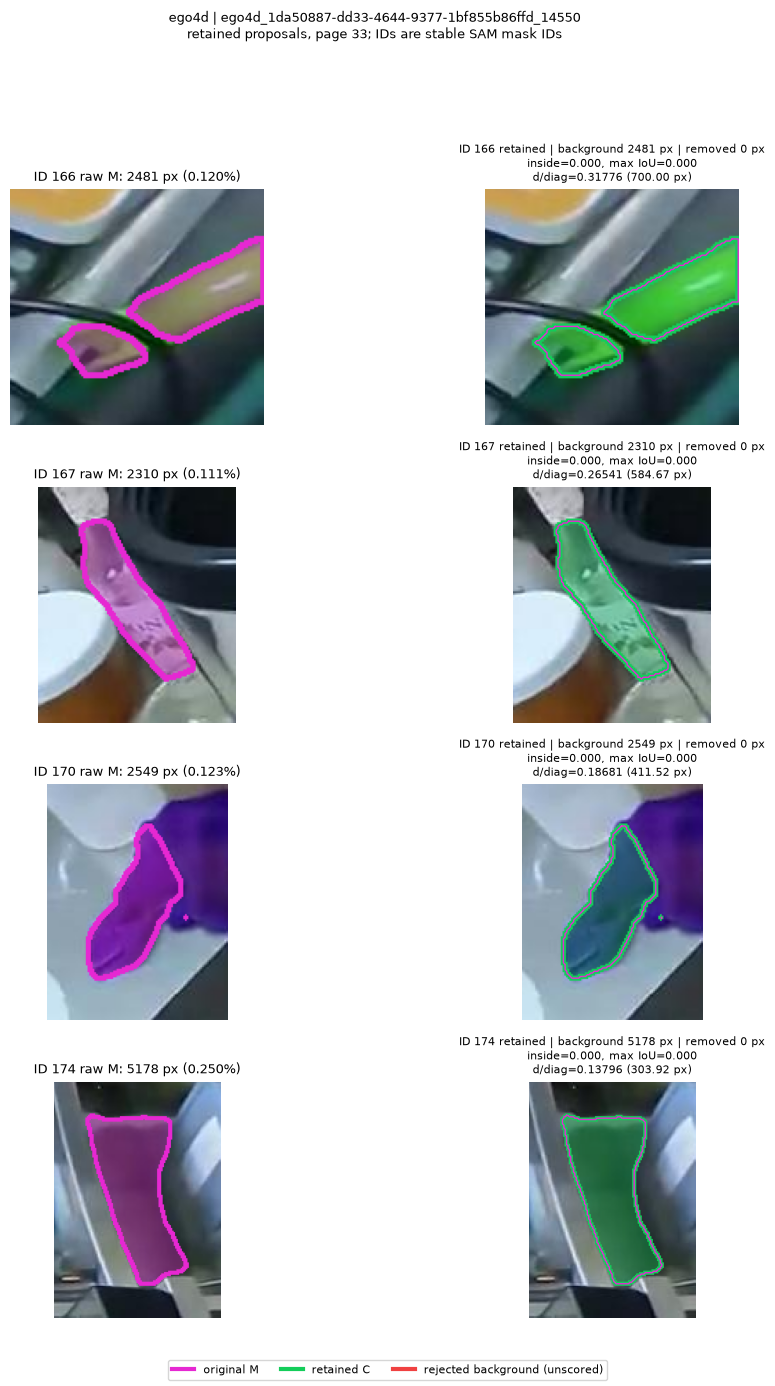 ego4d | ego4d_1da50887-dd33-4644-9377-1bf855b86ffd_14550
retained proposals, page 33; IDs are stable SAM mask IDs
ID 166 raw M: 2481 px (0.120%)
ID 166 retained | background 2481 px | removed 0 px
inside=0.000, max IoU=0.000
d/diag=0.31776 (700.00 px)
ID 167 raw M: 2310 px (0.111%)
ID 167 retained | background 2310 px | removed 0 px
inside=0.000, max IoU=0.000
d/diag=0.26541 (584.67 px)
ID 170 raw M: 2549 px (0.123%)
ID 170 retained | background 2549 px | removed 0 px
inside=0.000, max IoU=0.000
d/diag=0.18681 (411.52 px)
ID 174 raw M: 5178 px (0.250%)
ID 174 retained | background 5178 px | removed 0 px
inside=0.000, max IoU=0.000
d/diag=0.13796 (303.92 px)
original M
retained C
rejected background (unscored)